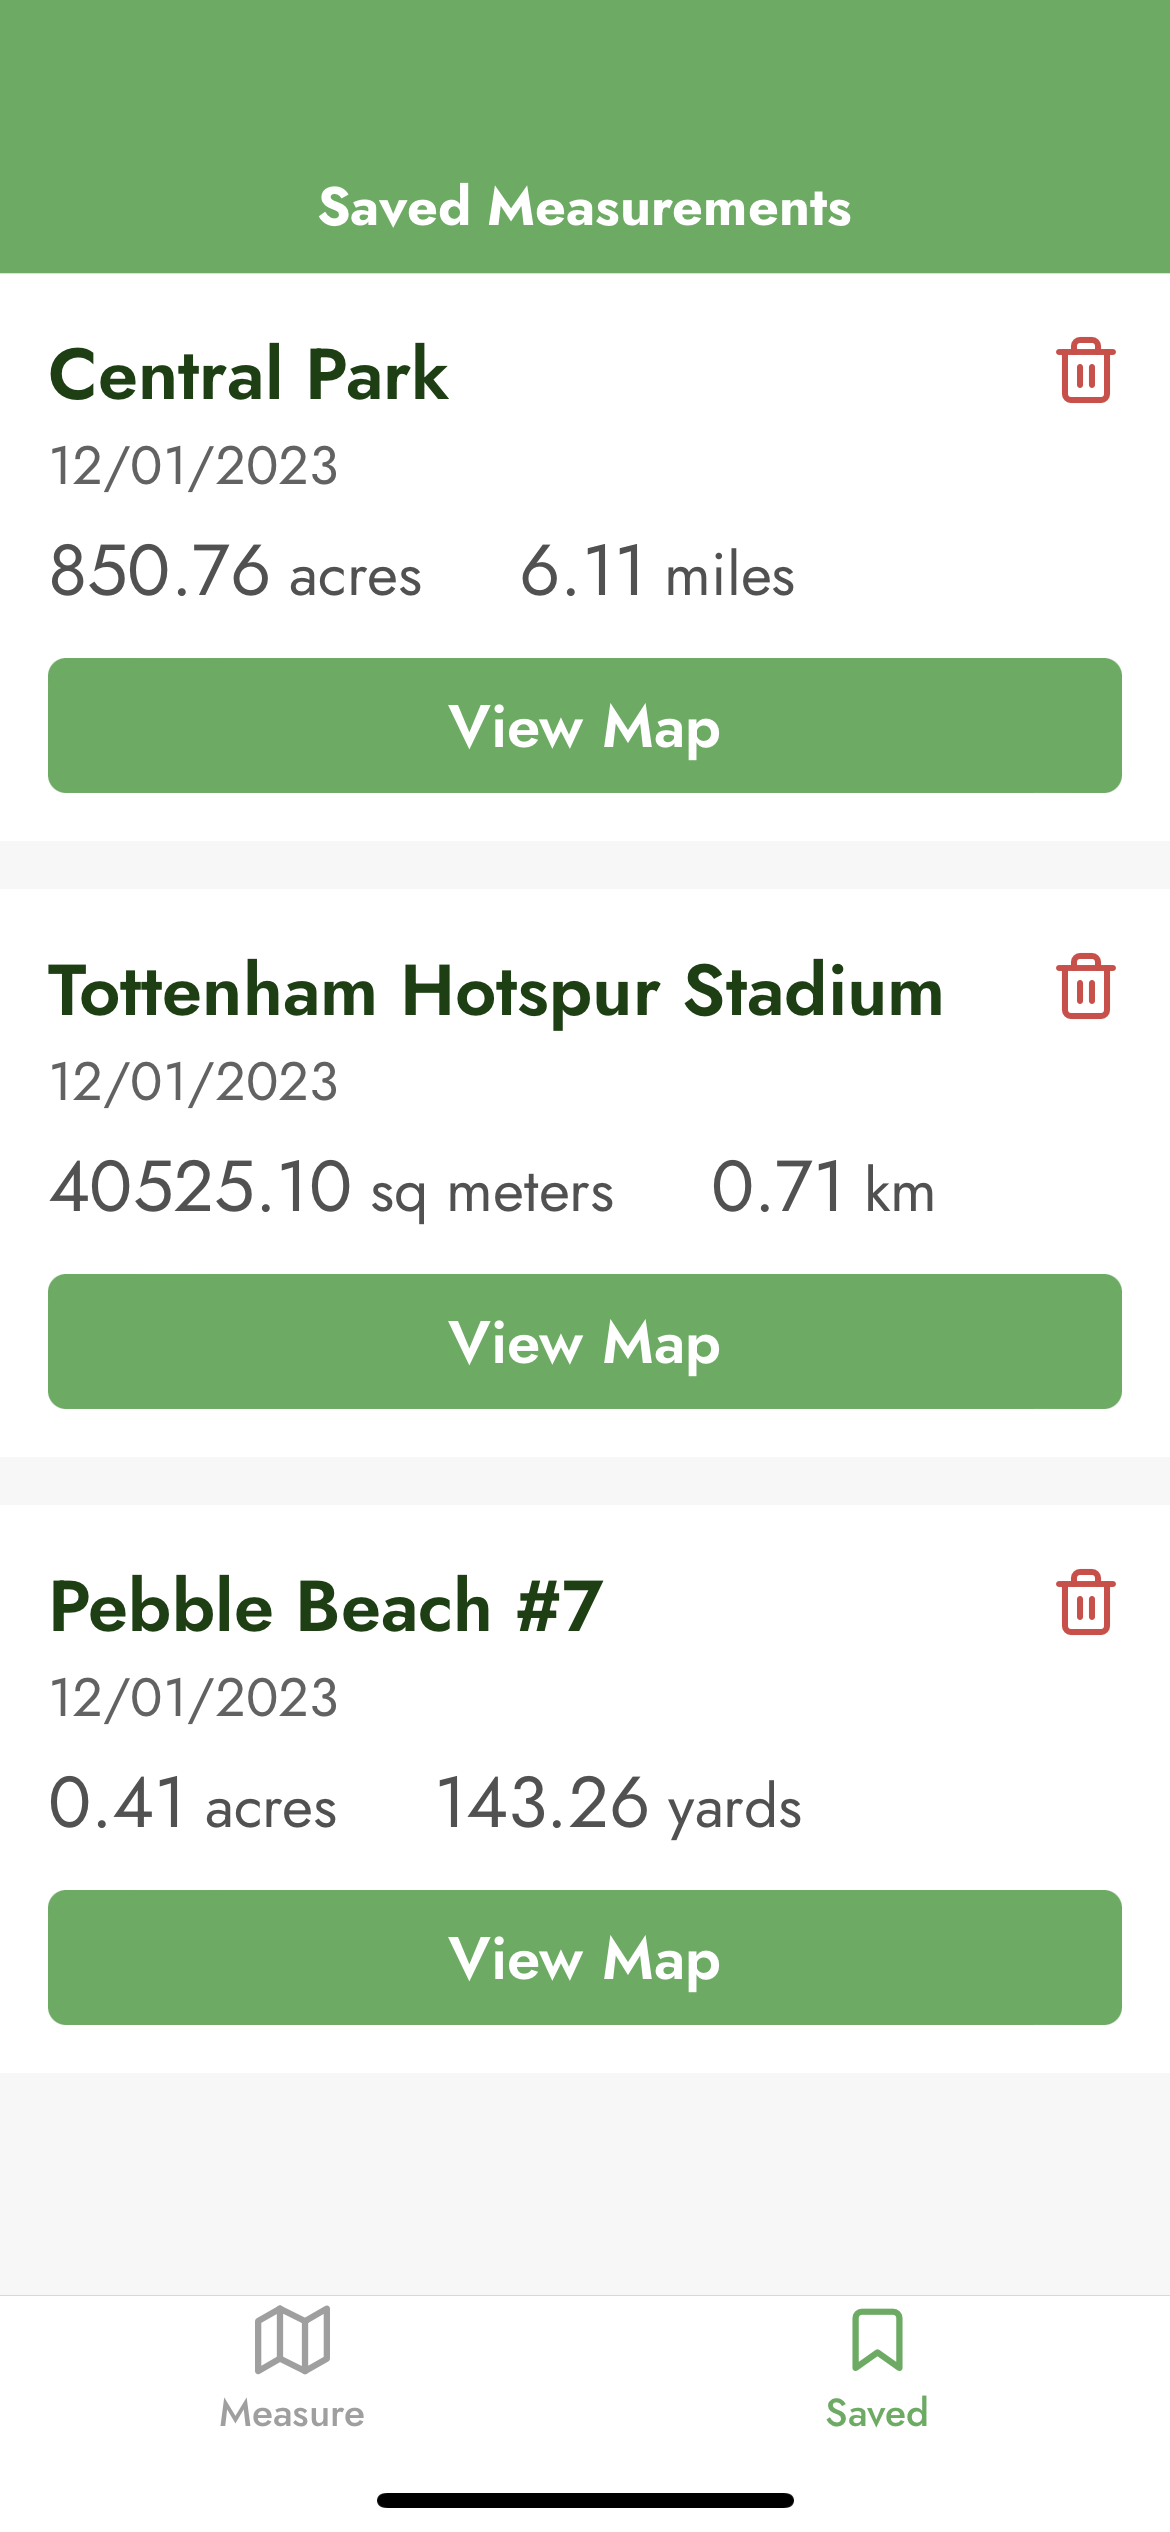 Saved Measurements
Central Park
12/01/2023
850.76 acres 6.11 miles
View Map
Tottenham Hotspur Stadium
12/01/2023
40525.10 sq meters 0.71 km
View Map
Pebble Beach #7
12/01/2023
0.41 acres 143.26 yards
View Map
Measure Saved